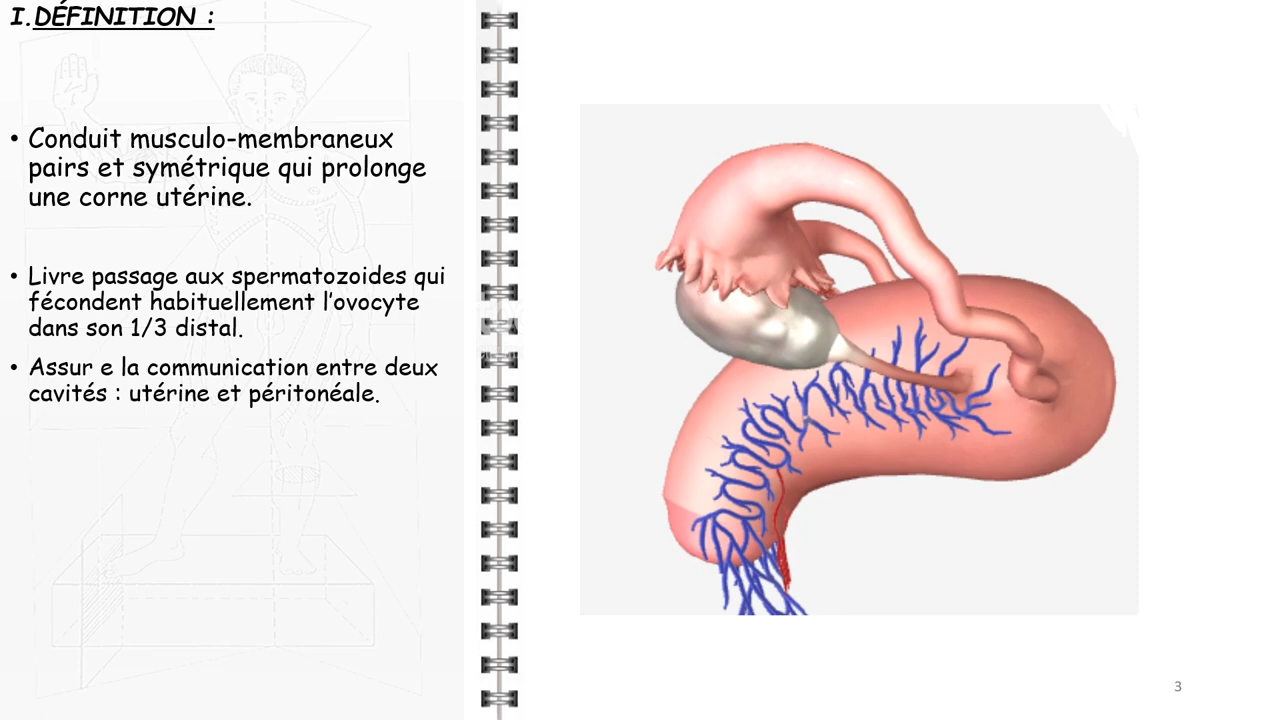 I. DÉFINITION :
• Conduit musculo-membraneux
pairs et symétrique qui prolonge
une corne utérine.
• Livre passage aux spermatozoides qui
fécondent habituellement l’ovocyte
dans son 1/3 distal.
• Assur e la communication entre deux
cavités : utérine et péritonéale.
3